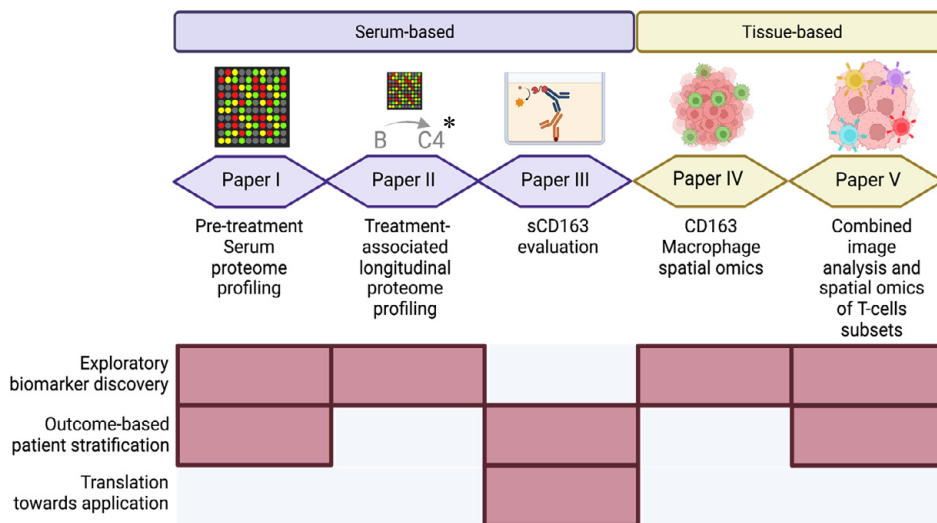 Serum-based
Tissue-based
B
C4*
Paper I
Paper II
Paper III
Paper IV
Paper V
Pre-treatment
Serum
proteome
profiling
Treatment-
associated
longitudinal
proteome
profiling
sCD163
evaluation
CD163
Macrophage
spatial omics
Combined
image
analysis and
spatial omics
of T-cells
subsets
Exploratory
biomarker discovery
Outcome-based
patient stratification
Translation
towards application